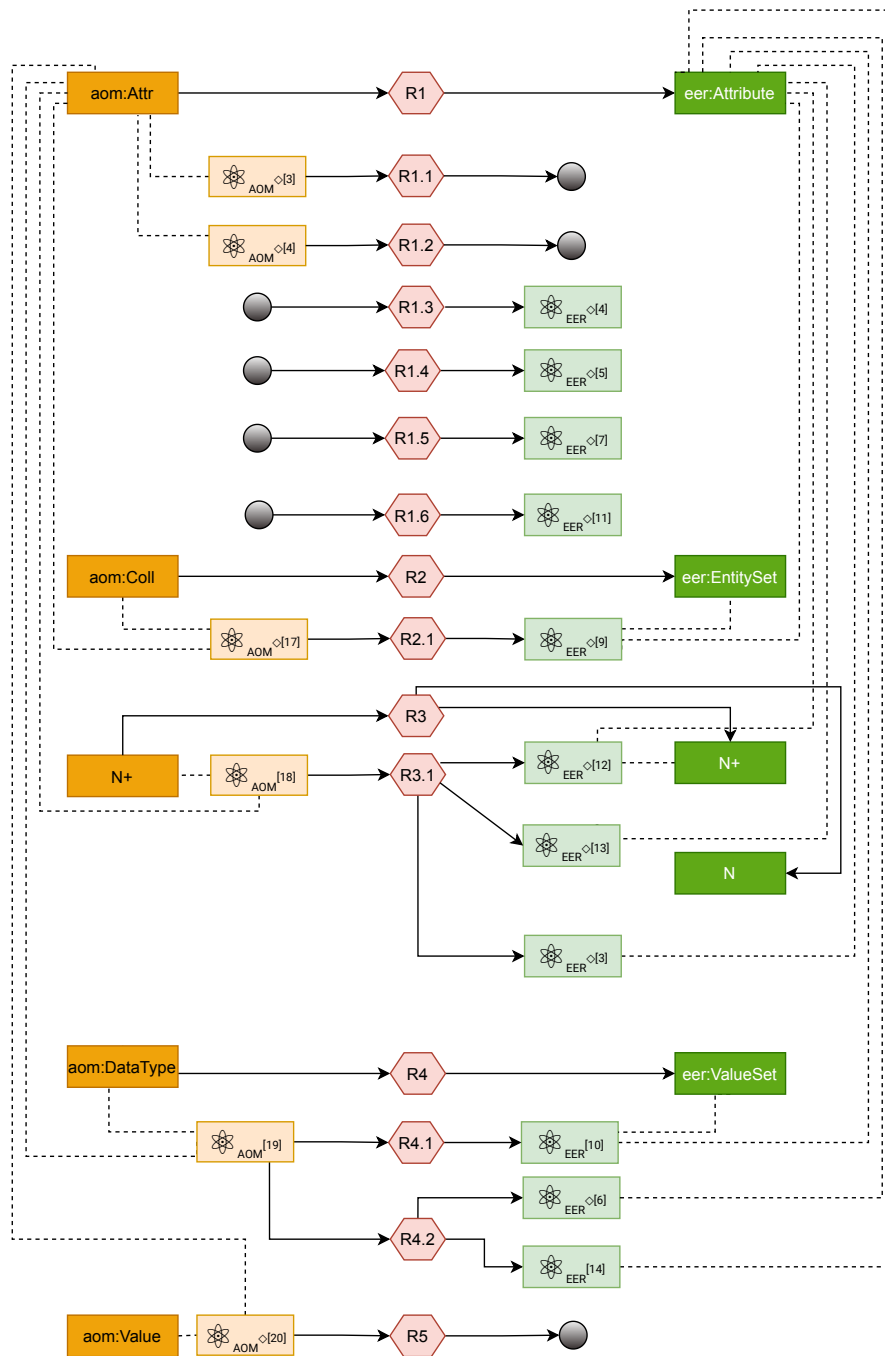 aom:Attr R1 eer:Attribute
AOM ◇[3] R1.1
AOM ◇[4] R1.2
R1.3 EER ◇[4]
R1.4 EER ◇[5]
R1.5 EER ◇[7]
R1.6 EER ◇[11]
aom:Coll R2 eer:EntitySet
AOM ◇[17] R2.1 EER ◇[9]
R3
N+ AOM [18] R3.1 EER ◇[12] N+
EER ◇[13]
N
EER ◇[3]
aom:DataType R4 eer:ValueSet
AOM [19] R4.1 EER [10]
EER ◇[6]
R4.2
EER [14]
aom:Value AOM ◇[20] R5